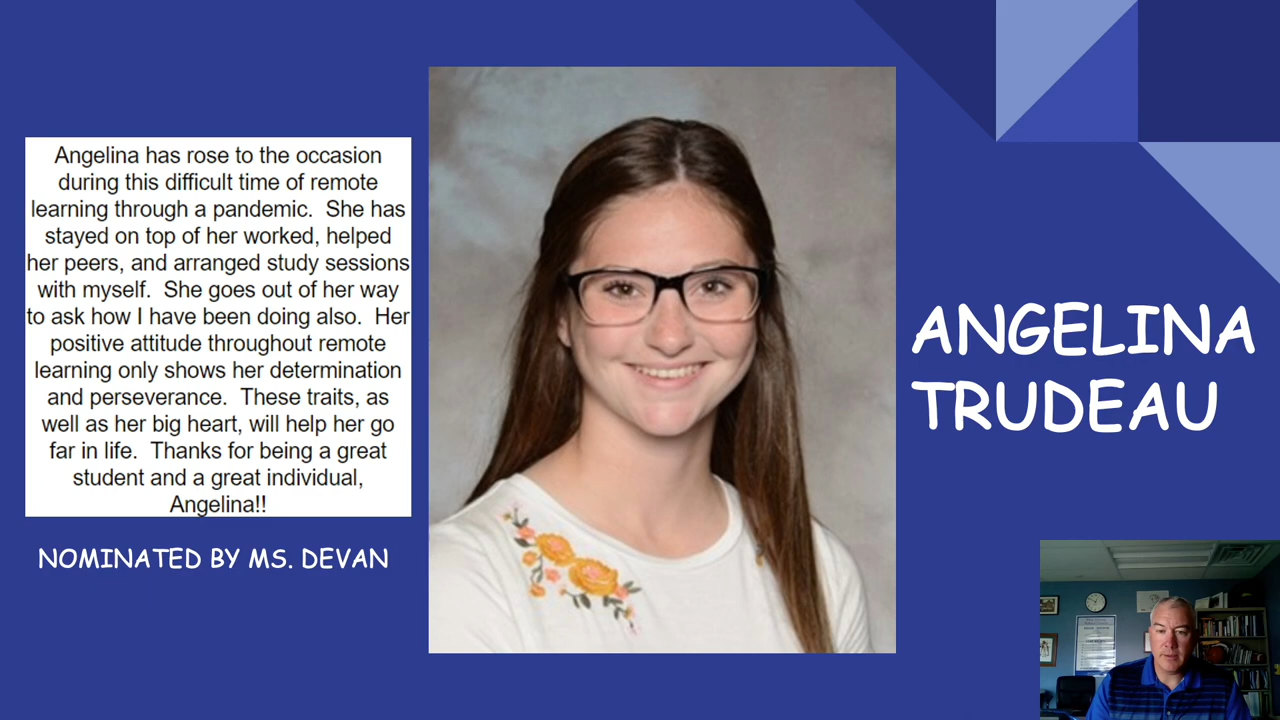 Angelina has rose to the occasion
during this difficult time of remote
learning through a pandemic.  She has
stayed on top of her worked, helped
her peers, and arranged study sessions
with myself.  She goes out of her way
to ask how I have been doing also.  Her
positive attitude throughout remote
learning only shows her determination
and perseverance.  These traits, as
well as her big heart, will help her go
far in life.  Thanks for being a great
student and a great individual,
Angelina!!
NOMINATED BY MS. DEVAN
ANGELINA
TRUDEAU